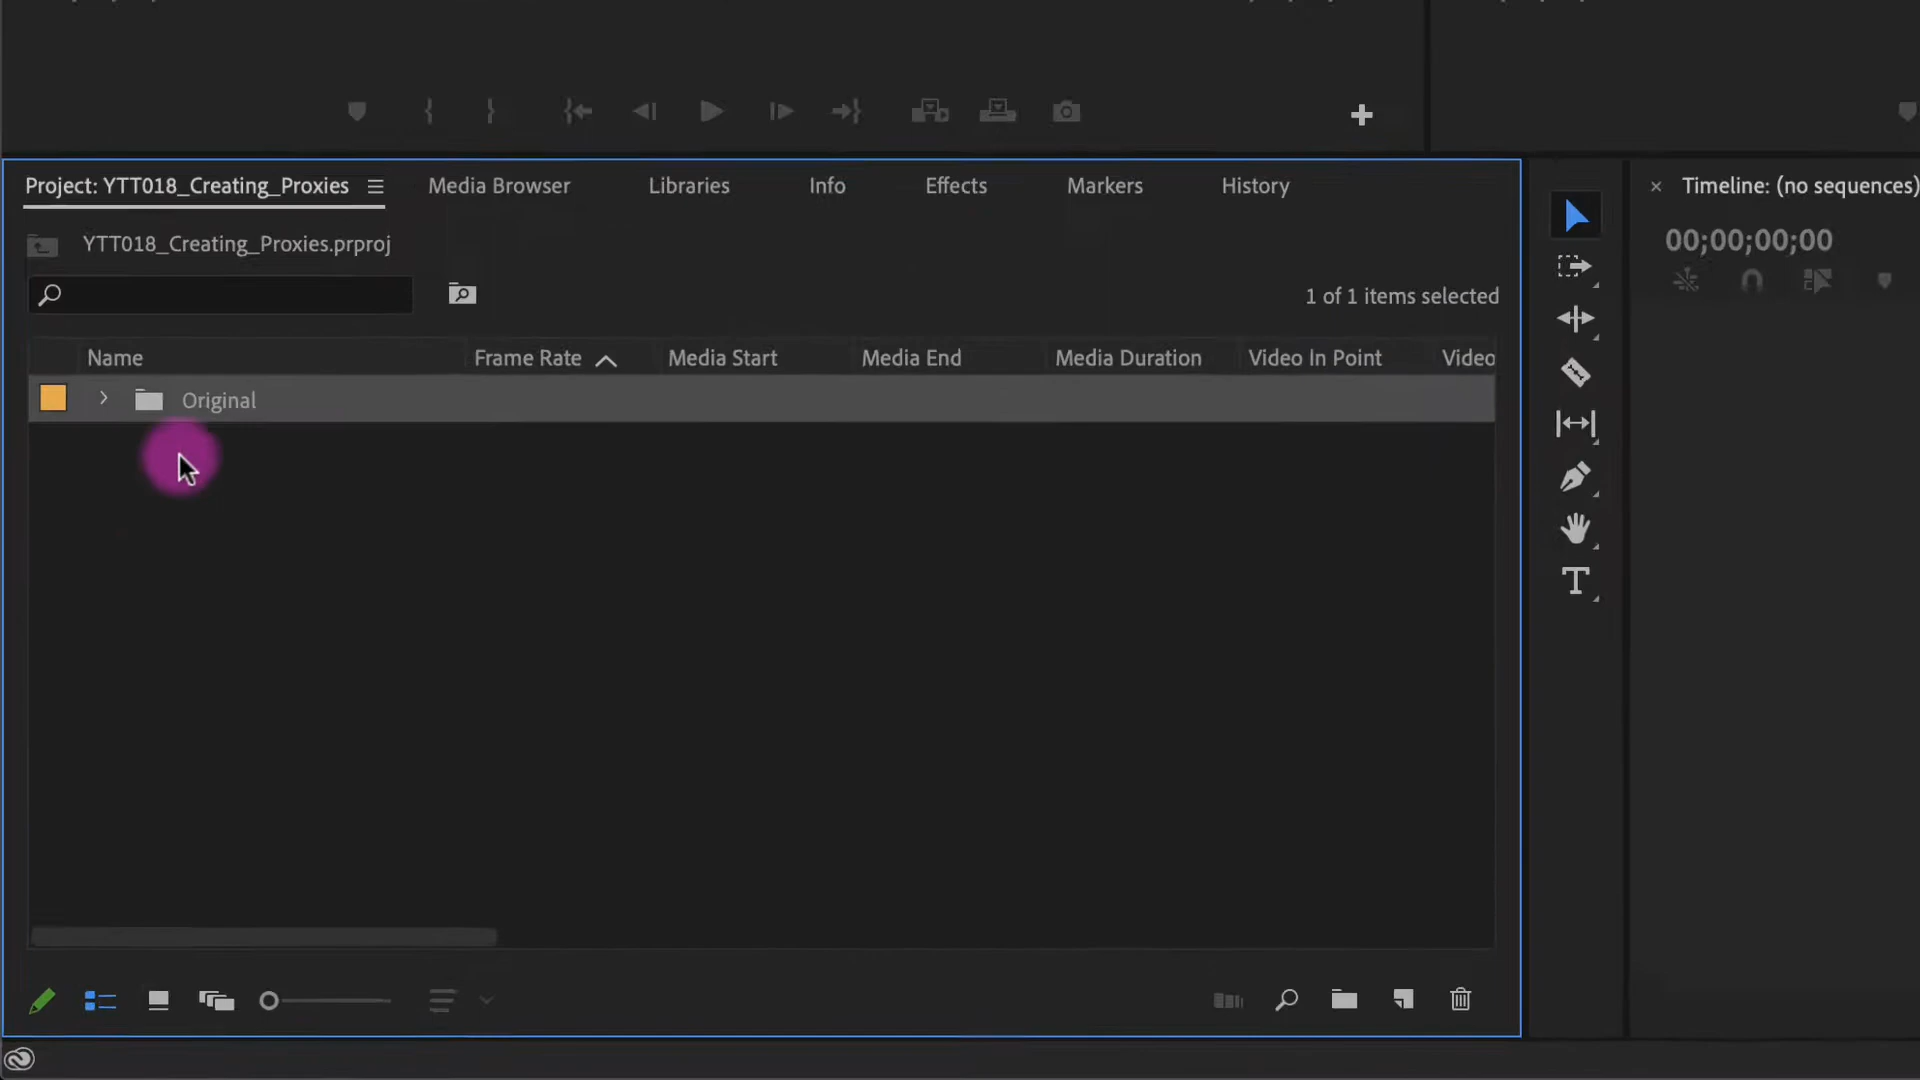 Project: YTT018_Creating_Proxies Media Browser Libraries Info Effects Markers History
Timeline: (no sequences)
YTT018_Creating_Proxies.prproj
00;00;00;00
1 of 1 items selected
Name Frame Rate Media Start Media End Media Duration Video In Point Video
Original